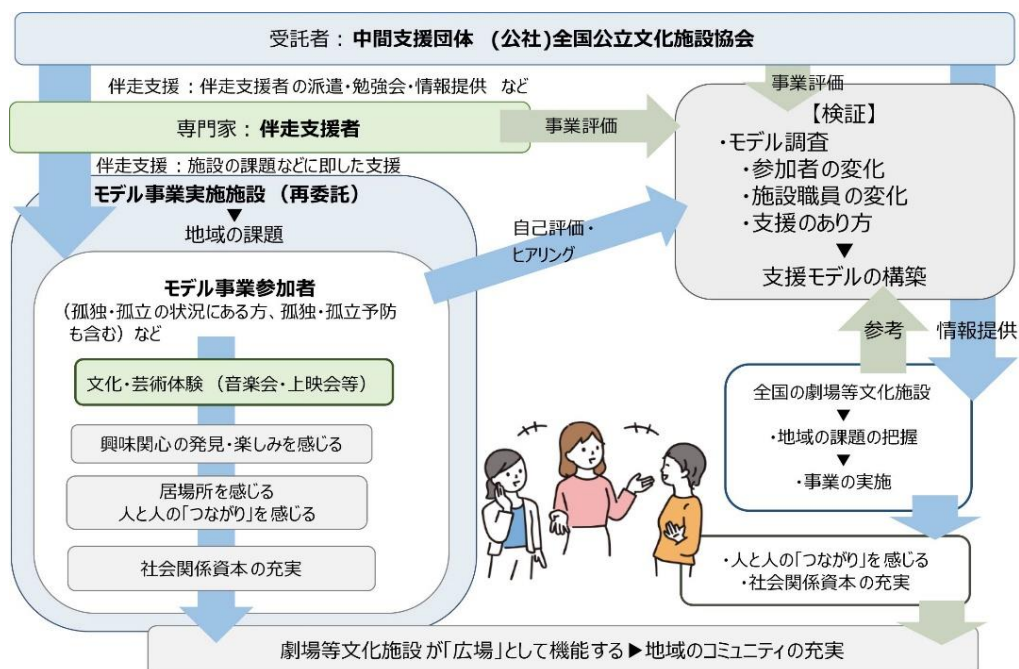 受託者：中間支援団体 (公社)全国公立文化施設協会
伴走支援：伴走支援者の派遣・勉強会・情報提供 など
専門家：伴走支援者
伴走支援：施設の課題などに即した支援
モデル事業実施施設（再委託）
▼
地域の課題
モデル事業参加者
（孤独・孤立の状況にある方、孤独・孤立予防
も含む）など
文化・芸術体験（音楽会・上映会等）
興味関心の発見・楽しみを感じる
居場所を感じる
人と人の「つながり」を感じる
社会関係資本の充実
事業評価
自己評価・
ヒアリング
事業評価
【検証】
・モデル調査
・参加者の変化
・施設職員の変化
・支援のあり方
▼
支援モデルの構築
参考
情報提供
全国の劇場等文化施設
▼
・地域の課題の把握
▼
・事業の実施
・人と人の「つながり」を感じる
・社会関係資本の充実
劇場等文化施設が「広場」として機能する▶地域のコミュニティの充実